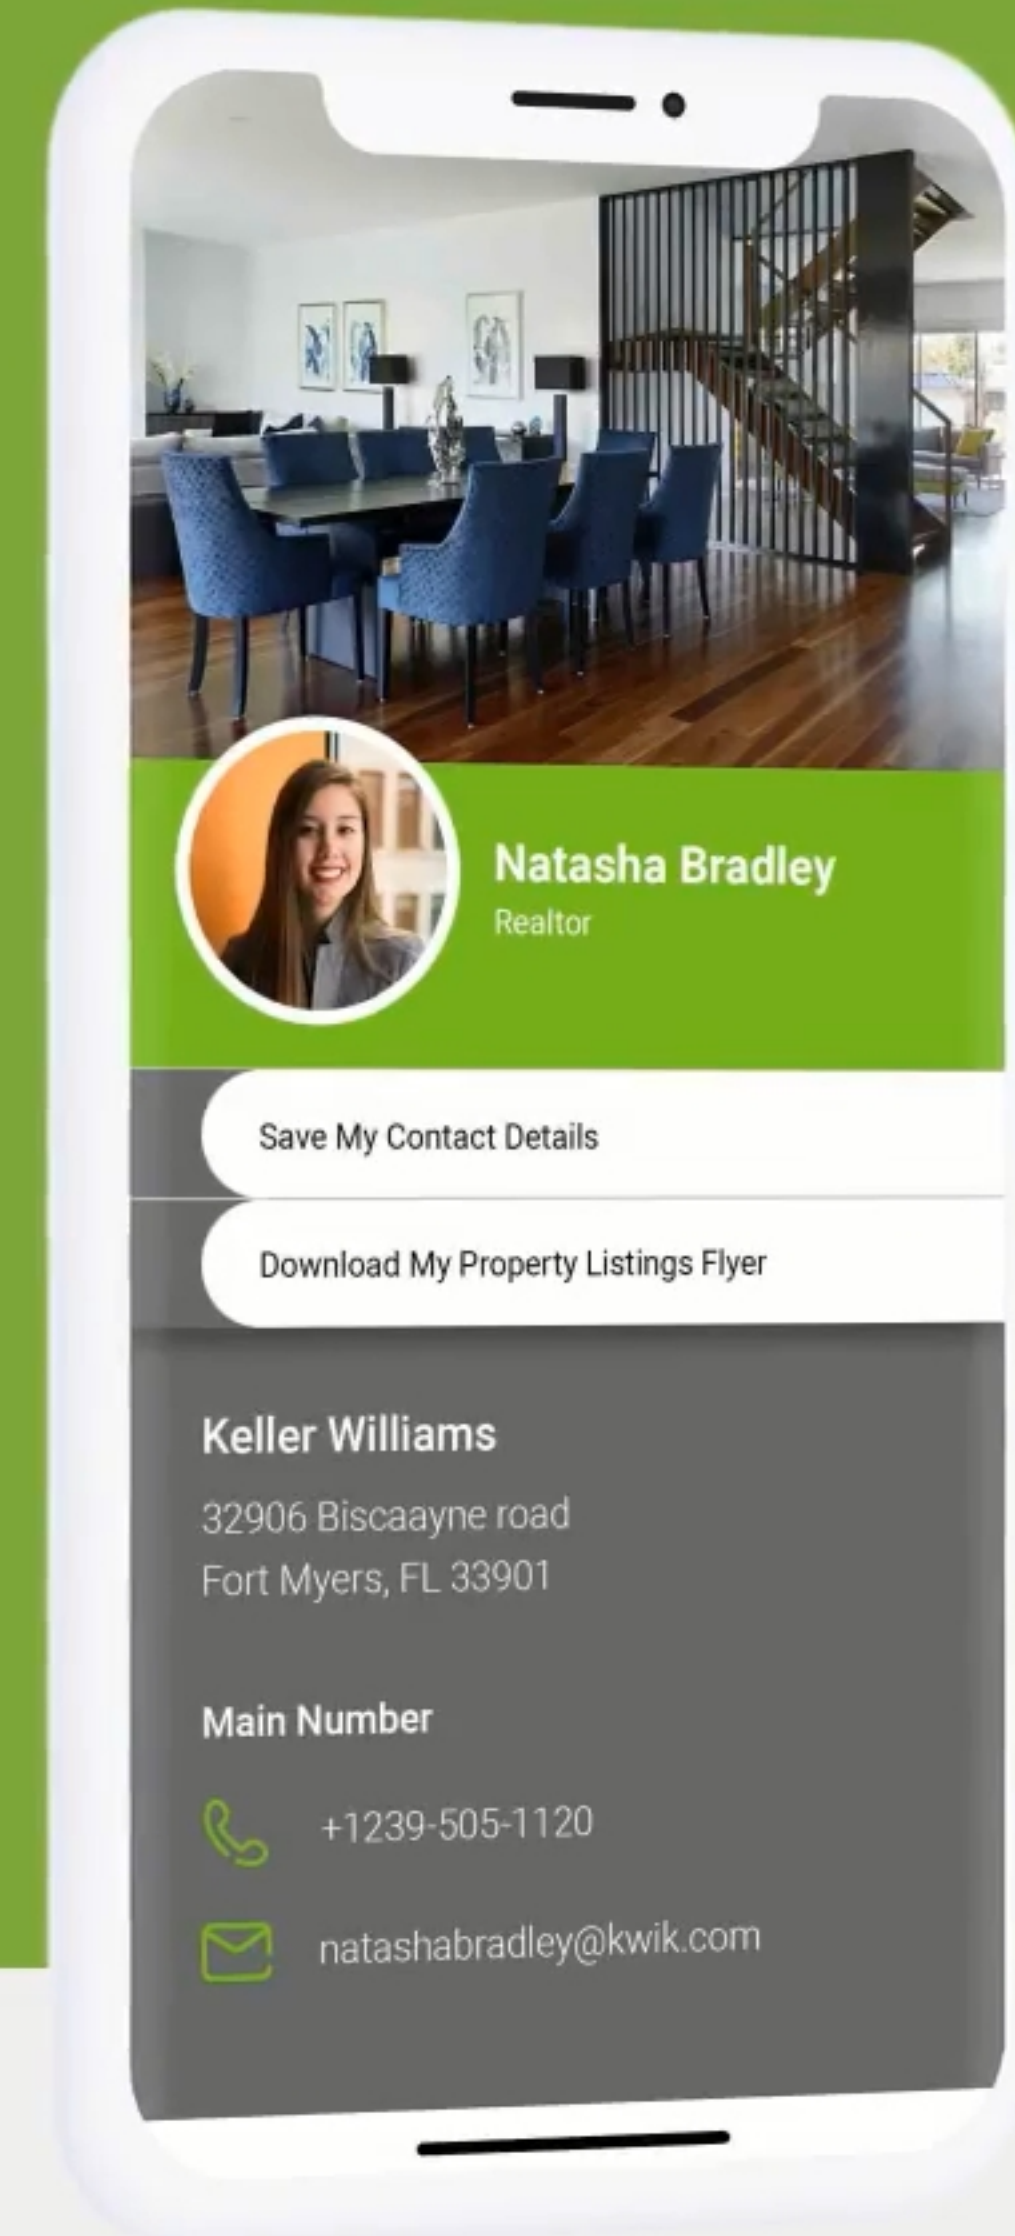 Natasha Bradley
Realtor
Save My Contact Details
Download My Property Listings Flyer
Keller Williams
32906 Biscaayne road
Fort Myers, FL 33901
Main Number
+1239-505-1120
natashabradley@kwik.com